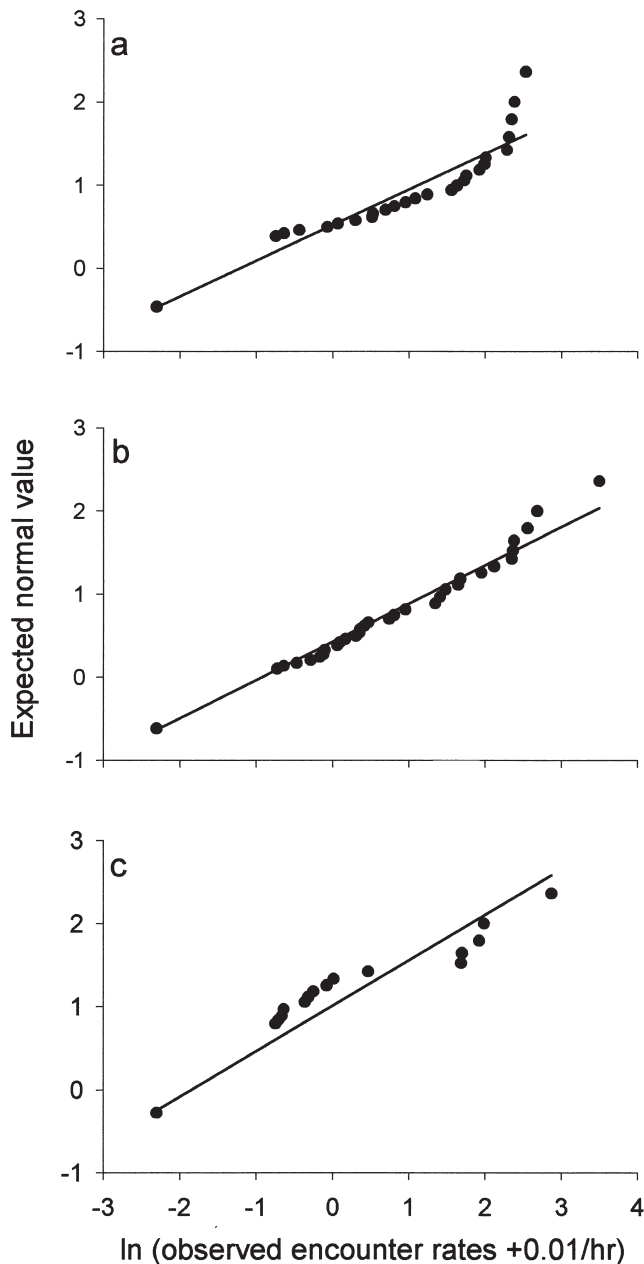 a
3
2
1
0
-1
b
3
2
1
0
-1
Expected normal value
c
3
2
1
0
-1
-3 -2 -1 0 1 2 3 4
ln (observed encounter rates +0.01/hr)